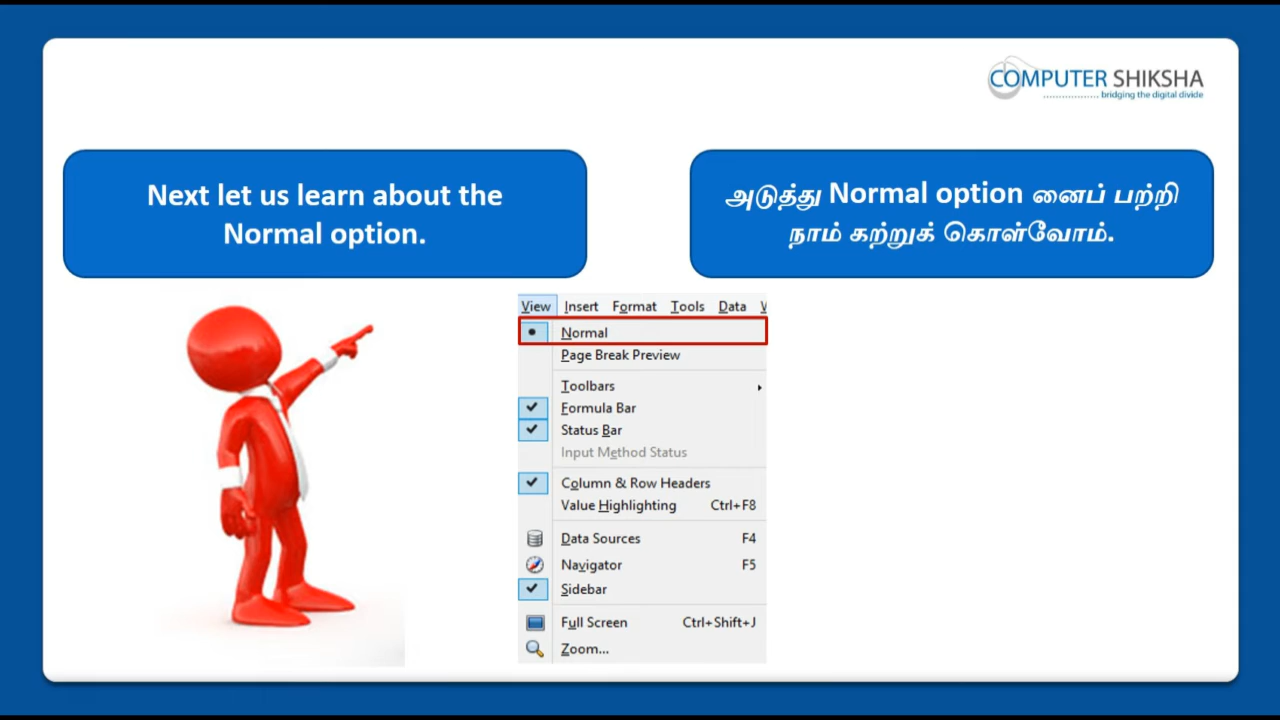 COMPUTER SHIKSHA
bridging the digital divide
Next let us learn about the
Normal option.
அடுத்து Normal option னைப் பற்றி
நாம் கற்றுக் கொள்வோம்.
View Insert Format Tools Data
Normal
Page Break Preview
Toolbars
Formula Bar
Status Bar
Input Method Status
Column & Row Headers
Value Highlighting Ctrl+F8
Data Sources F4
Navigator F5
Sidebar
Full Screen Ctrl+Shift+J
Zoom...